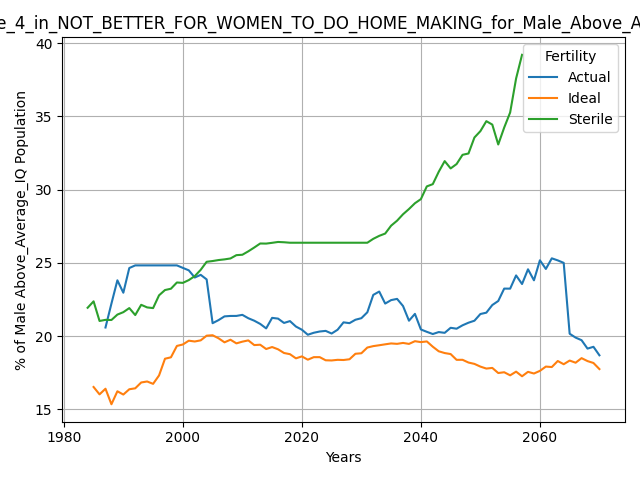 e_4_in_NOT_BETTER_FOR_WOMEN_TO_DO_HOME_MAKING_for_Male_Above_A
40
35
30
25
20
15
1980
2000
2020
2040
2060
Years
% of Male Above_Average_IQ Population
Fertility
Actual
Ideal
Sterile